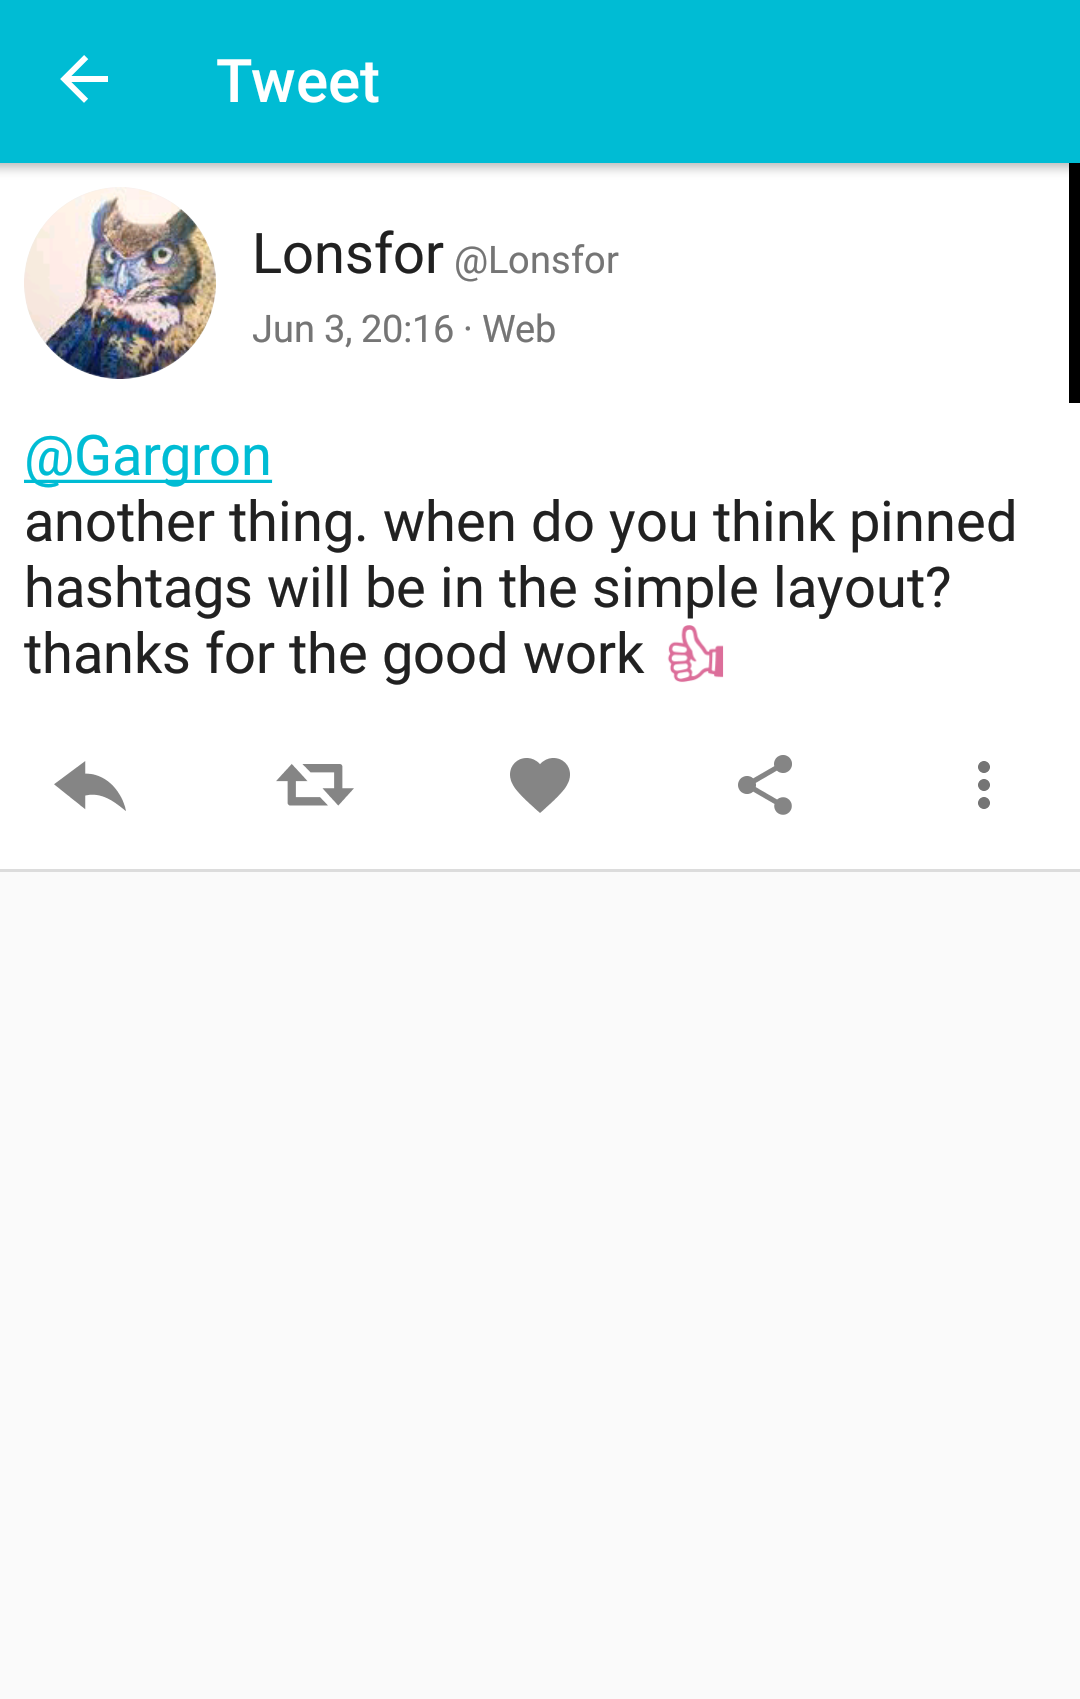 Tweet
Lonsfor @Lonsfor
Jun 3, 20:16 · Web
@Gargron
another thing. when do you think pinned
hashtags will be in the simple layout?
thanks for the good work 👍